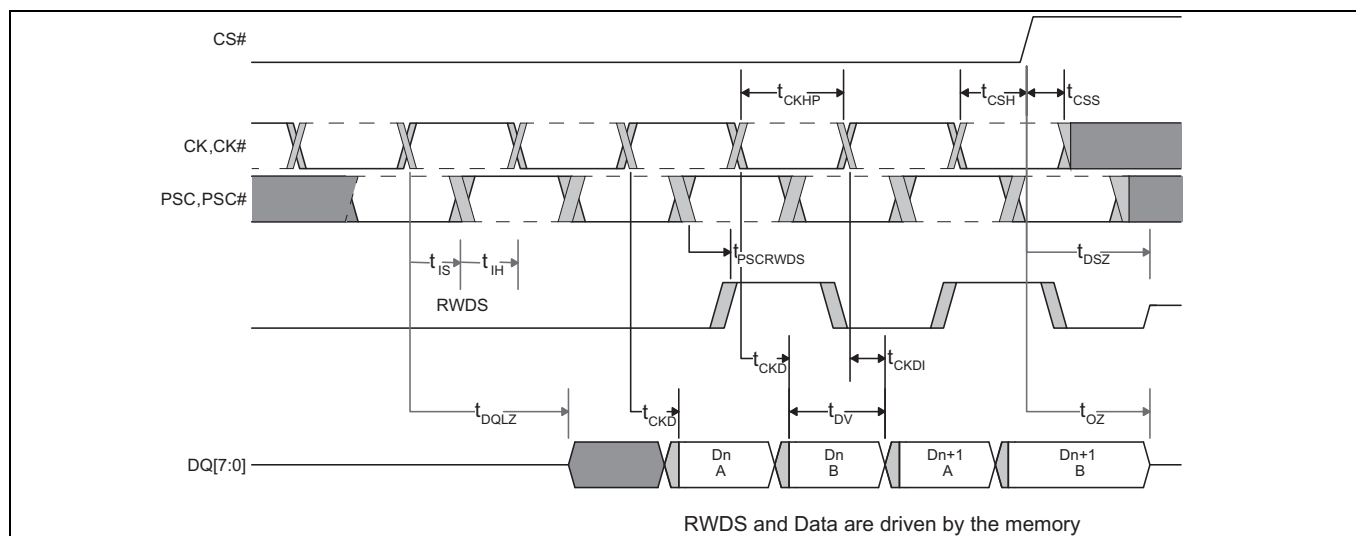 CS#
tCKHP
tCSH
tCSS
CK,CK#
PSC,PSC#
tPSCRWDS
tDSZ
tIS
tIH
RWDS
tCKD
tCKDI
tDQLZ
tCKD
tDV
tOZ
DQ[7:0]
Dn
A
Dn
B
Dn+1
A
Dn+1
B
RWDS and Data are driven by the memory